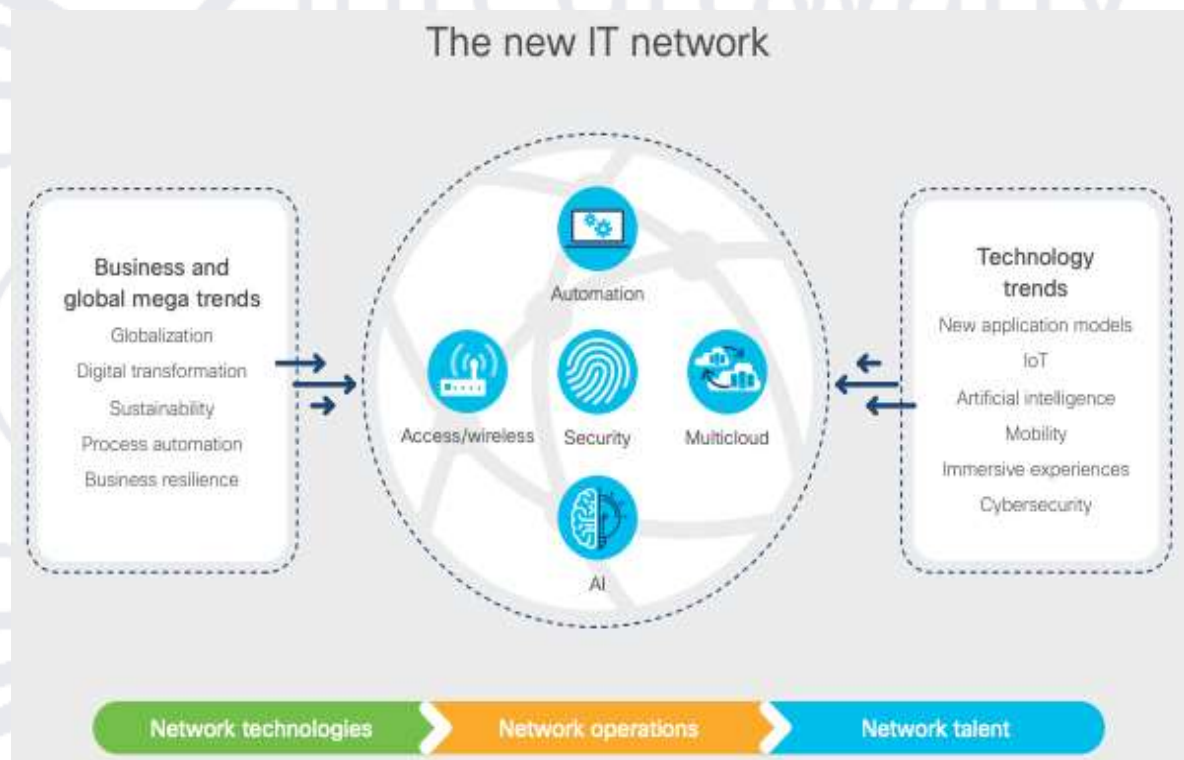 The new IT network
Business and
global mega trends
Globalization
Digital transformation
Sustainability
Process automation
Business resilience
Automation
Access/wireless
Security
Multicloud
AI
Technology
trends
New application models
IoT
Artificial intelligence
Mobility
Immersive experiences
Cybersecurity
Network technologies
Network operations
Network talent